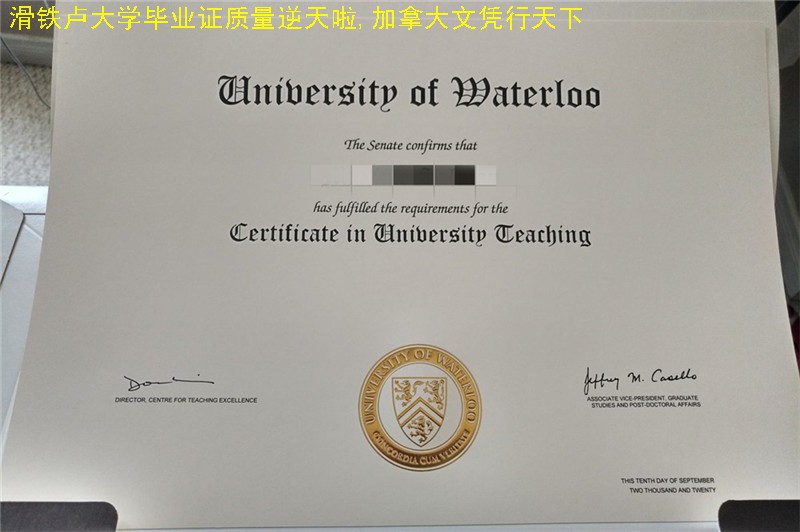 滑铁卢大学毕业证质量逆天啦, 加拿大文凭行天下
University of Waterloo
The Senate confirms that
has fulfilled the requirements for the
Certificate in University Teaching
UNIVERSITY OF WATERLOO
CONCORDIA CUM VERITATE
DIRECTOR, CENTRE FOR TEACHING EXCELLENCE
Jeffrey M. Casello
ASSOCIATE VICE-PRESIDENT, GRADUATE
STUDIES AND POST-DOCTORAL AFFAIRS
THIS TENTH DAY OF SEPTEMBER
TWO THOUSAND AND TWENTY